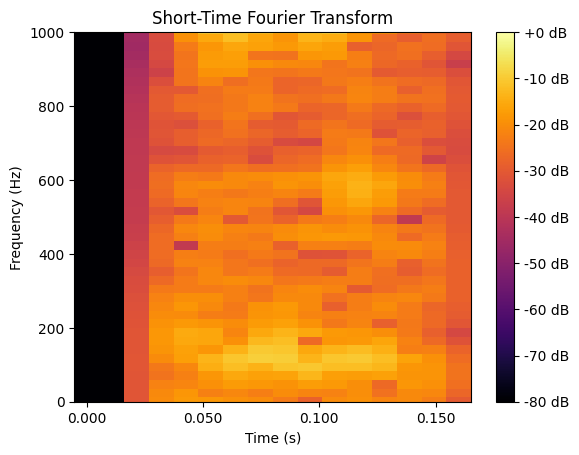 Short-Time Fourier Transform
1000
800
600
400
200
0
Frequency (Hz)
0.000
0.050
0.100
0.150
Time (s)
+0 dB
-10 dB
-20 dB
-30 dB
-40 dB
-50 dB
-60 dB
-70 dB
-80 dB